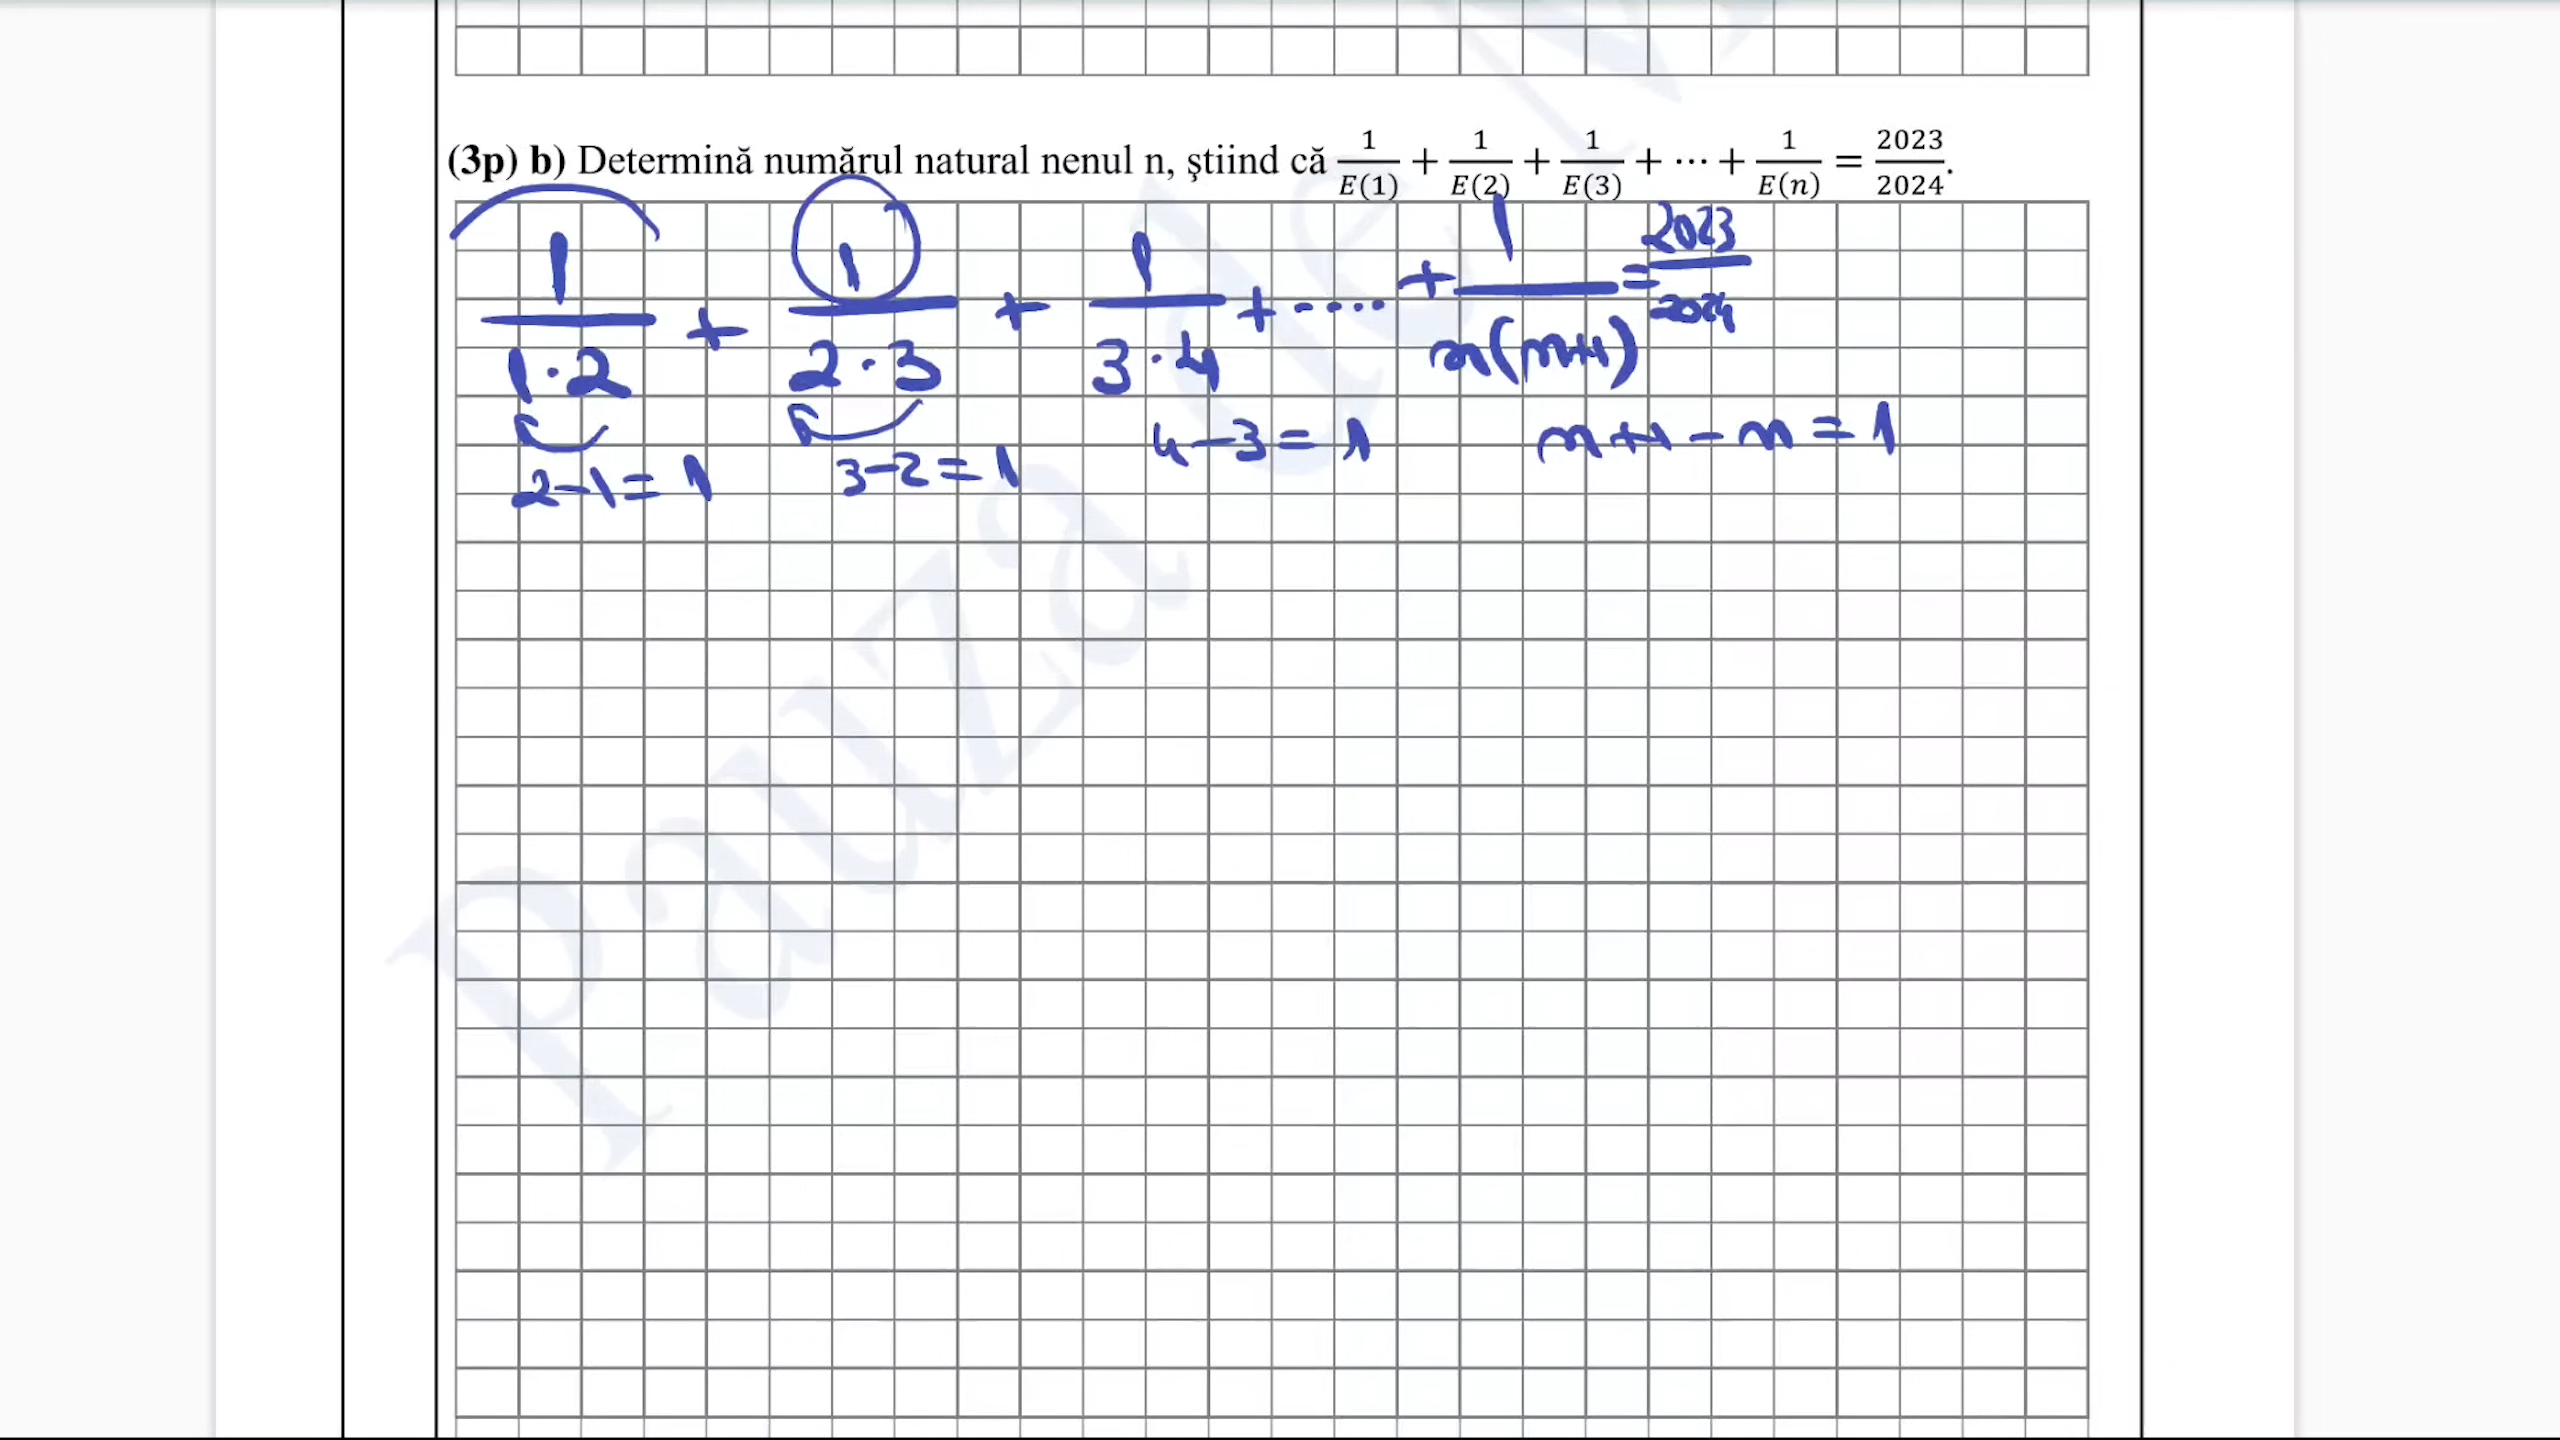 (3p) b) Determină numărul natural nenul n, ştiind că 1/E(1) + 1/E(2) + 1/E(3) + ⋯ + 1/E(n) = 2023/2024.
1/1·2 + 1/2·3 + 1/3·4 + ..... + 1/n(n+1) = 2023/2024
2-1=1 3-2=1 4-3=1 n+1-n=1
Pauza de M